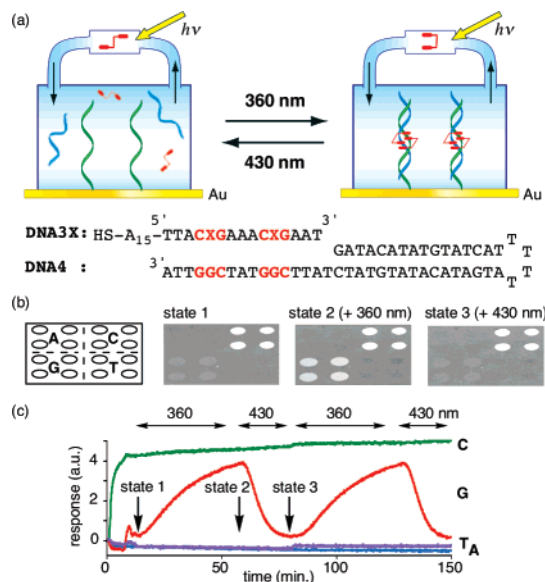 (a)
hν
hν
360 nm
430 nm
Au
Au
5' 3'
DNA3X: HS-A15-TTACXGAAACXGAAT
GATACATATGTATCAT T
T
DNA4 : 3' ATTGGCTATGGCTTATCTATGTATACATAGTA T
T
(b)
state 1 state 2 (+ 360 nm) state 3 (+ 430 nm)
A C
G T
(c)
360 430 360 430 nm
response (a.u.)
4
2
0
state 1 state 2 state 3
C
G
T
A
0 50 100 150
time (min.)